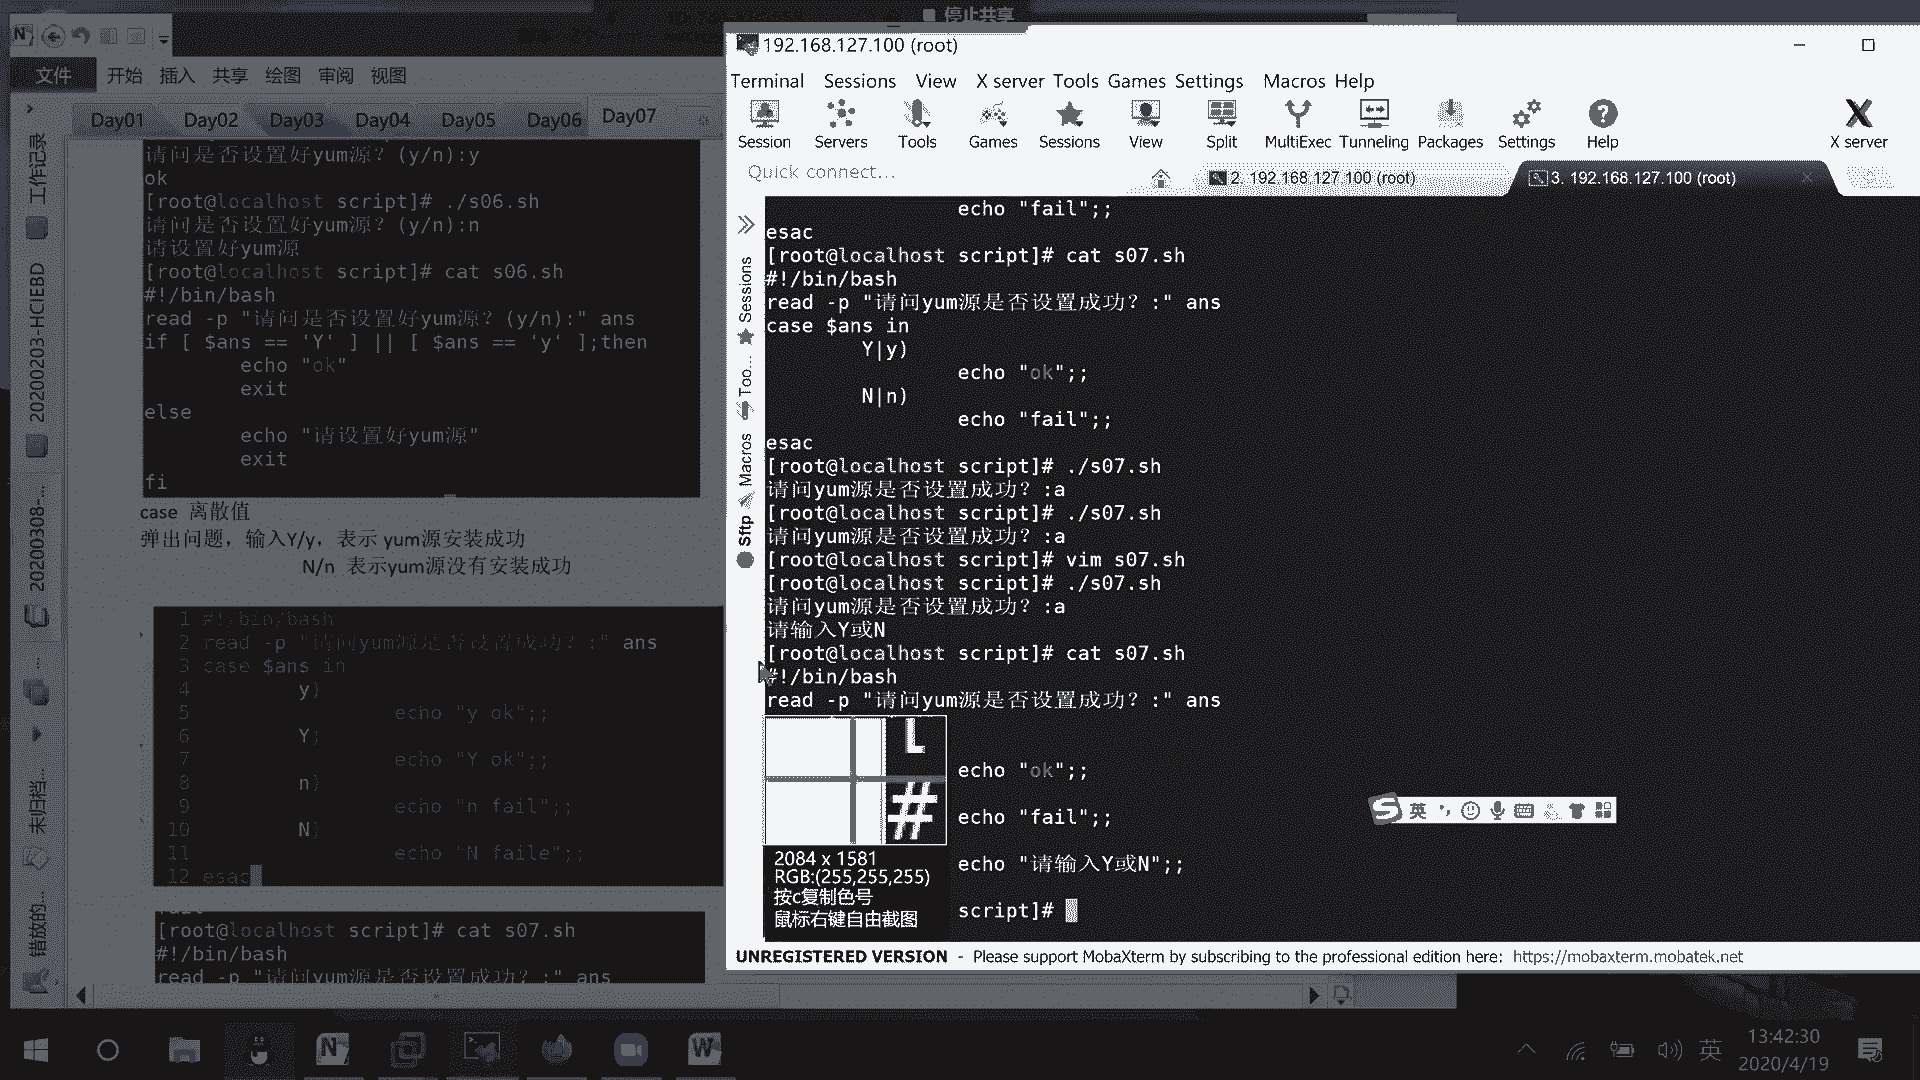 停止共享
文件 开始 插入 共享 绘图 审阅 视图
Day01 Day02 Day03 Day04 Day05 Day06 Day07
工作记录
20200203-HCIEBD
20200308-...
...
未归档...
错放的...
请问是否设置好yum源？(y/n):y
ok
[root@localhost script]# ./s06.sh
请问是否设置好yum源？(y/n):n
请设置好yum源
[root@localhost script]# cat s06.sh
#!/bin/bash
read -p "请问是否设置好yum源？(y/n):" ans
if [ $ans == 'Y' ] || [ $ans == 'y' ];then
echo "ok"
exit
else
echo "请设置好yum源"
exit
fi
case 离散值
弹出问题，输入Y/y，表示 yum源安装成功
N/n 表示yum源没有安装成功
1 #!/bin/bash
2 read -p "请问yum源是否设置成功？:" ans
3 case $ans in
4 y)
5 echo "y ok";;
6 Y)
7 echo "Y ok";;
8 n)
9 echo "n fail";;
10 N)
11 echo "N faile";;
12 esac
[root@localhost script]# cat s07.sh
#!/bin/bash
read -p "请问yum源是否设置成功？:" ans
192.168.127.100 (root)
Terminal Sessions View X server Tools Games Settings Macros Help
Session Servers Tools Games Sessions View Split MultiExec Tunneling Packages Settings Help X server
Quick connect...
2. 192.168.127.100 (root)
3. 192.168.127.100 (root)
Sessions
Too...
Macros
Sftp
echo "fail";;
esac
[root@localhost script]# cat s07.sh
#!/bin/bash
read -p "请问yum源是否设置成功？:" ans
case $ans in
Y|y)
echo "ok";;
N|n)
echo "fail";;
esac
[root@localhost script]# ./s07.sh
请问yum源是否设置成功？:a
[root@localhost script]# ./s07.sh
请问yum源是否设置成功？:a
[root@localhost script]# vim s07.sh
[root@localhost script]# ./s07.sh
请问yum源是否设置成功？:a
请输入Y或N
[root@localhost script]# cat s07.sh
#!/bin/bash
read -p "请问yum源是否设置成功？:" ans
echo "ok";;
echo "fail";;
echo "请输入Y或N";;
script]#
2084 x 1581
RGB:(255,255,255)
按c复制色号
鼠标右键自由截图
英
UNREGISTERED VERSION - Please support MobaXterm by subscribing to the professional edition here: https://mobaxterm.mobatek.net
英
13:42:30
2020/4/19